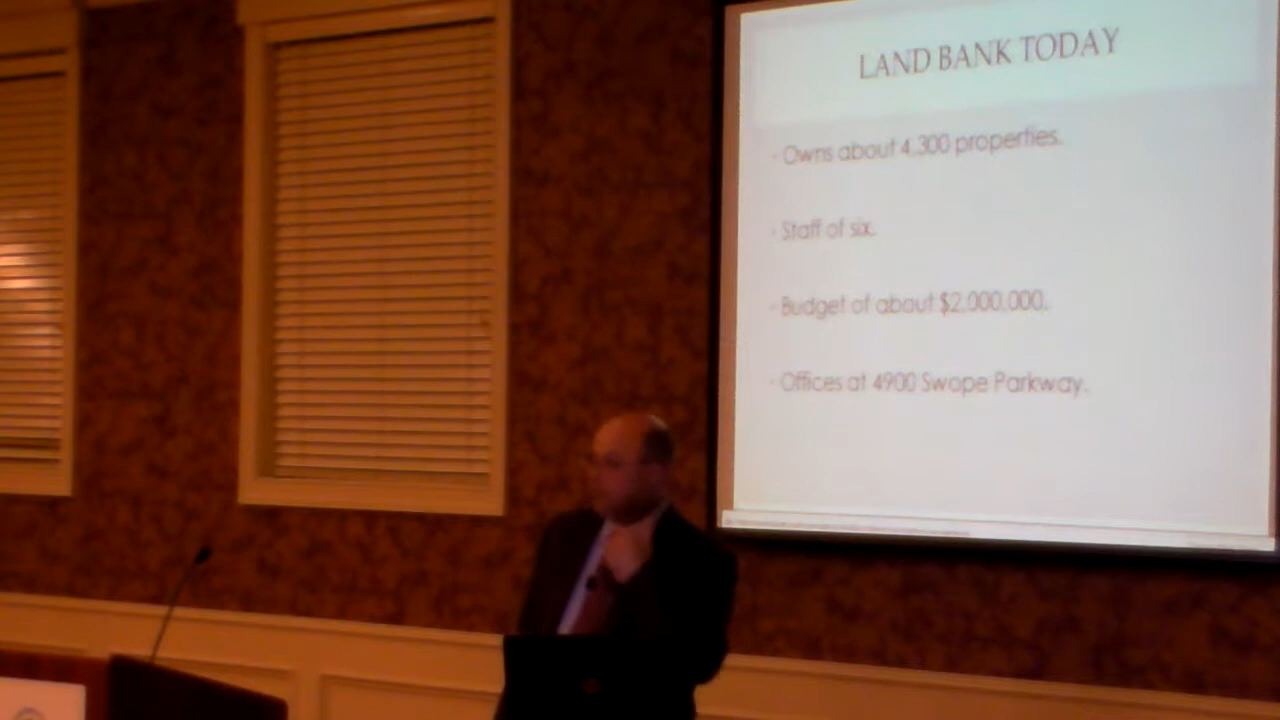 LAND BANK TODAY
Owns about 4,300 properties.
Staff of six.
Budget of about $2,000,000.
Offices at 4900 Swope Parkway.